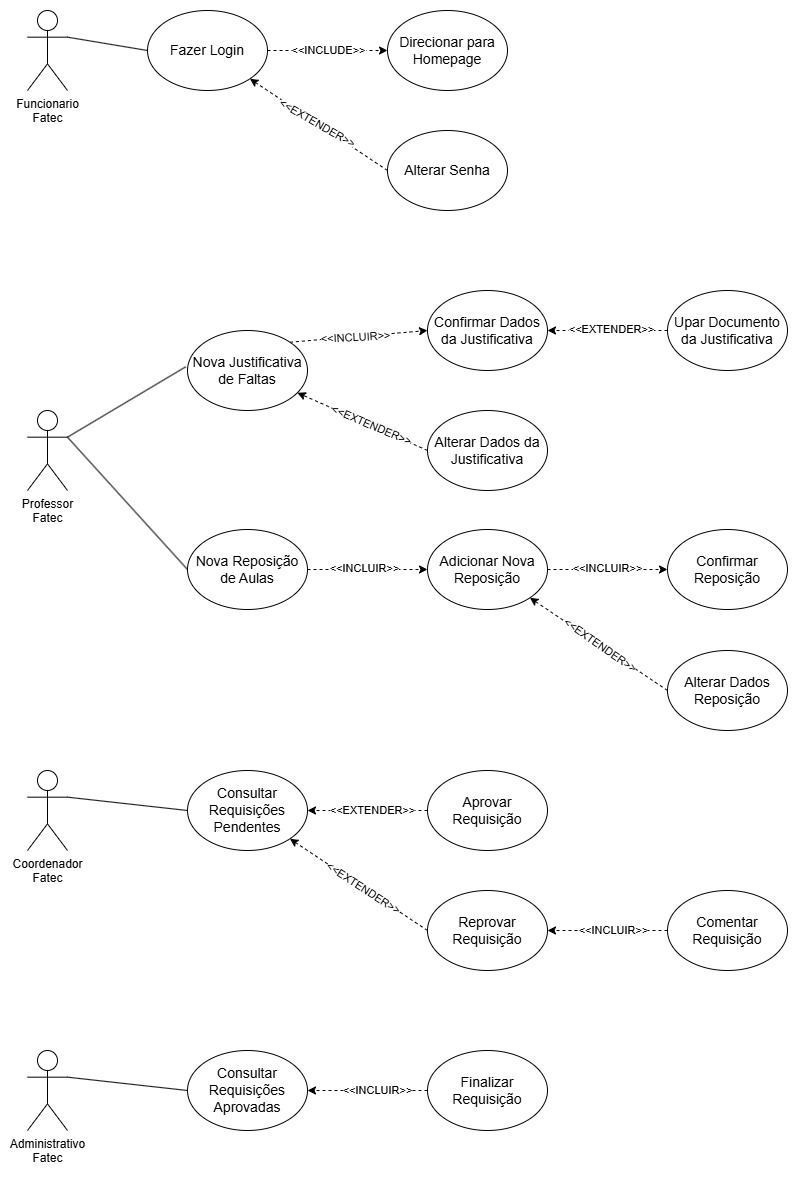 Fazer Login
<<INCLUDE>>
Direcionar para
Homepage
Funcionario
Fatec
<<EXTENDER>>
Alterar Senha
Nova Justificativa
de Faltas
<<INCLUIR>>
Confirmar Dados
da Justificativa
<<EXTENDER>>
Upar Documento
da Justificativa
<<EXTENDER>>
Alterar Dados da
Justificativa
Professor
Fatec
Nova Reposição
de Aulas
<<INCLUIR>>
Adicionar Nova
Reposição
<<INCLUIR>>
Confirmar
Reposição
<<EXTENDER>>
Alterar Dados
Reposição
Consultar
Requisições
Pendentes
<<EXTENDER>>
Aprovar
Requisição
Coordenador
Fatec
<<EXTENDER>>
Reprovar
Requisição
<<INCLUIR>>
Comentar
Requisição
Consultar
Requisições
Aprovadas
<<INCLUIR>>
Finalizar
Requisição
Administrativo
Fatec